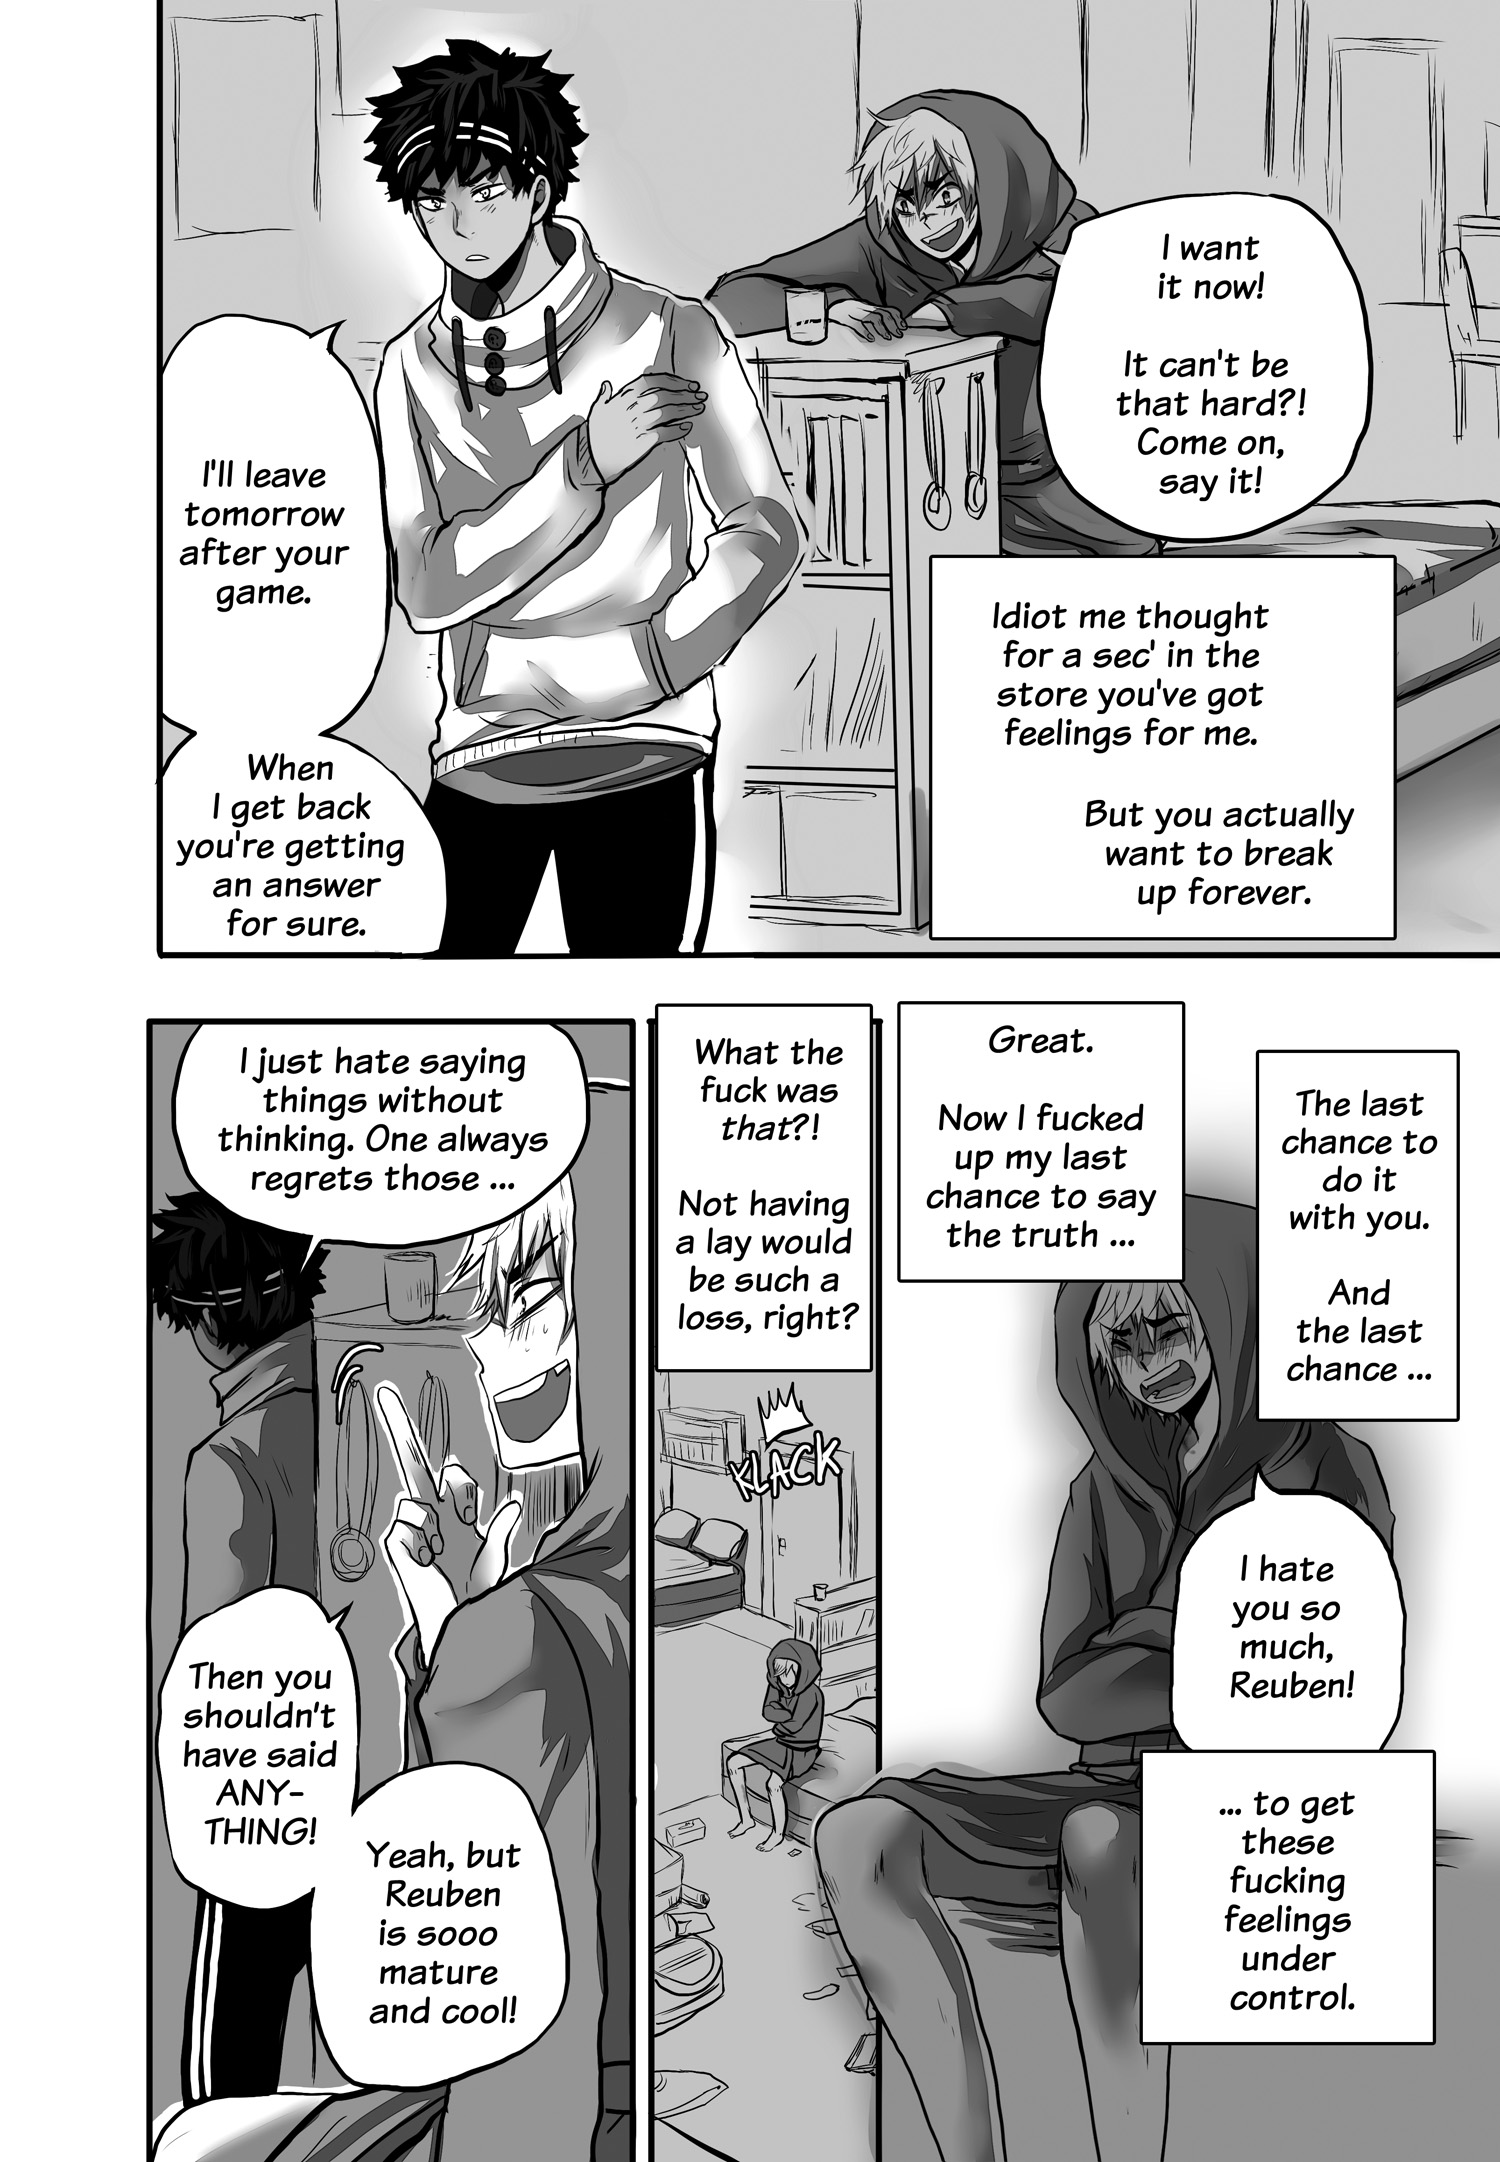 I want
it now!
It can't be
that hard?!
Come on,
say it!
I'll leave
tomorrow
after your
game.
When
I get back
you're getting
an answer
for sure.
Idiot me thought
for a sec' in the
store you've got
feelings for me.
But you actually
want to break
up forever.
I just hate saying
things without
thinking. One always
regrets those ...
Then you
shouldn't
have said
ANY-
THING!
Yeah, but
Reuben
is sooo
mature
and cool!
What the
fuck was
that?!
Not having
a lay would
be such a
loss, right?
KLACK
Great.
Now I fucked
up my last
chance to say
the truth ...
The last
chance to
do it
with you.
And
the last
chance ...
I hate
you so
much,
Reuben!
... to get
these
fucking
feelings
under
control.